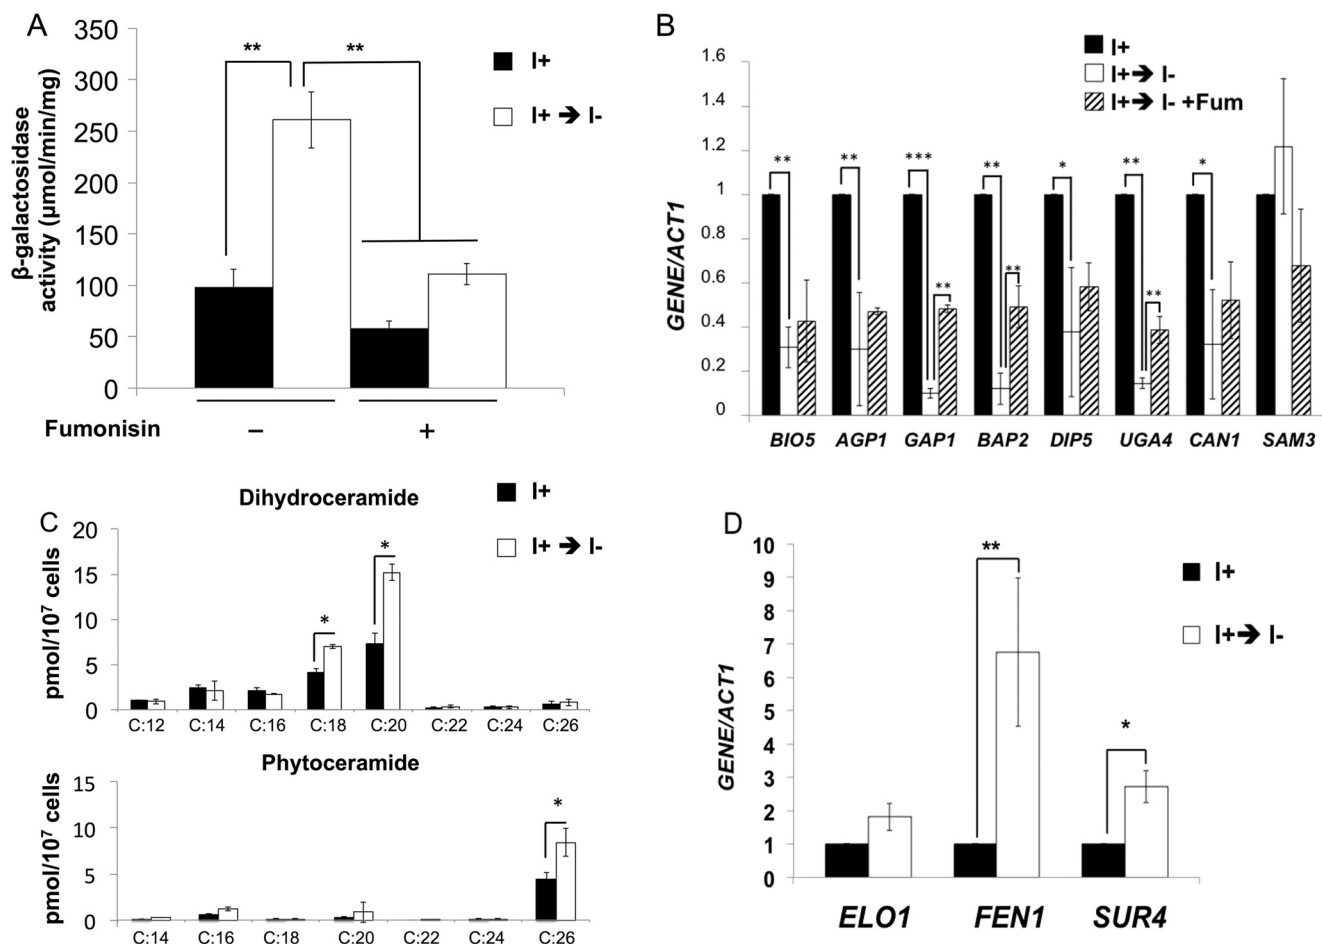 A
350
300
250
200
150
100
50
0
β-galactosidase
activity (µmol/min/mg)
** **
I+
I+ ➔ I-
Fumonisin − +
B
1.6
1.4
1.2
1
0.8
0.6
0.4
0.2
0
GENE/ACT1
I+
I+➔ I-
I+➔ I- +Fum
** ** *** ** * ** *
** ** **
BIO5 AGP1 GAP1 BAP2 DIP5 UGA4 CAN1 SAM3
C
Dihydroceramide
I+
I+ ➔ I-
20
15
10
5
0
pmol/10⁷ cells
* *
C:12 C:14 C:16 C:18 C:20 C:22 C:24 C:26
Phytoceramide
15
10
5
0
pmol/10⁷ cells
*
C:14 C:16 C:18 C:20 C:22 C:24 C:26
D
10
9
8
7
6
5
4
3
2
1
0
GENE/ACT1
** *
I+
I+➔ I-
ELO1 FEN1 SUR4